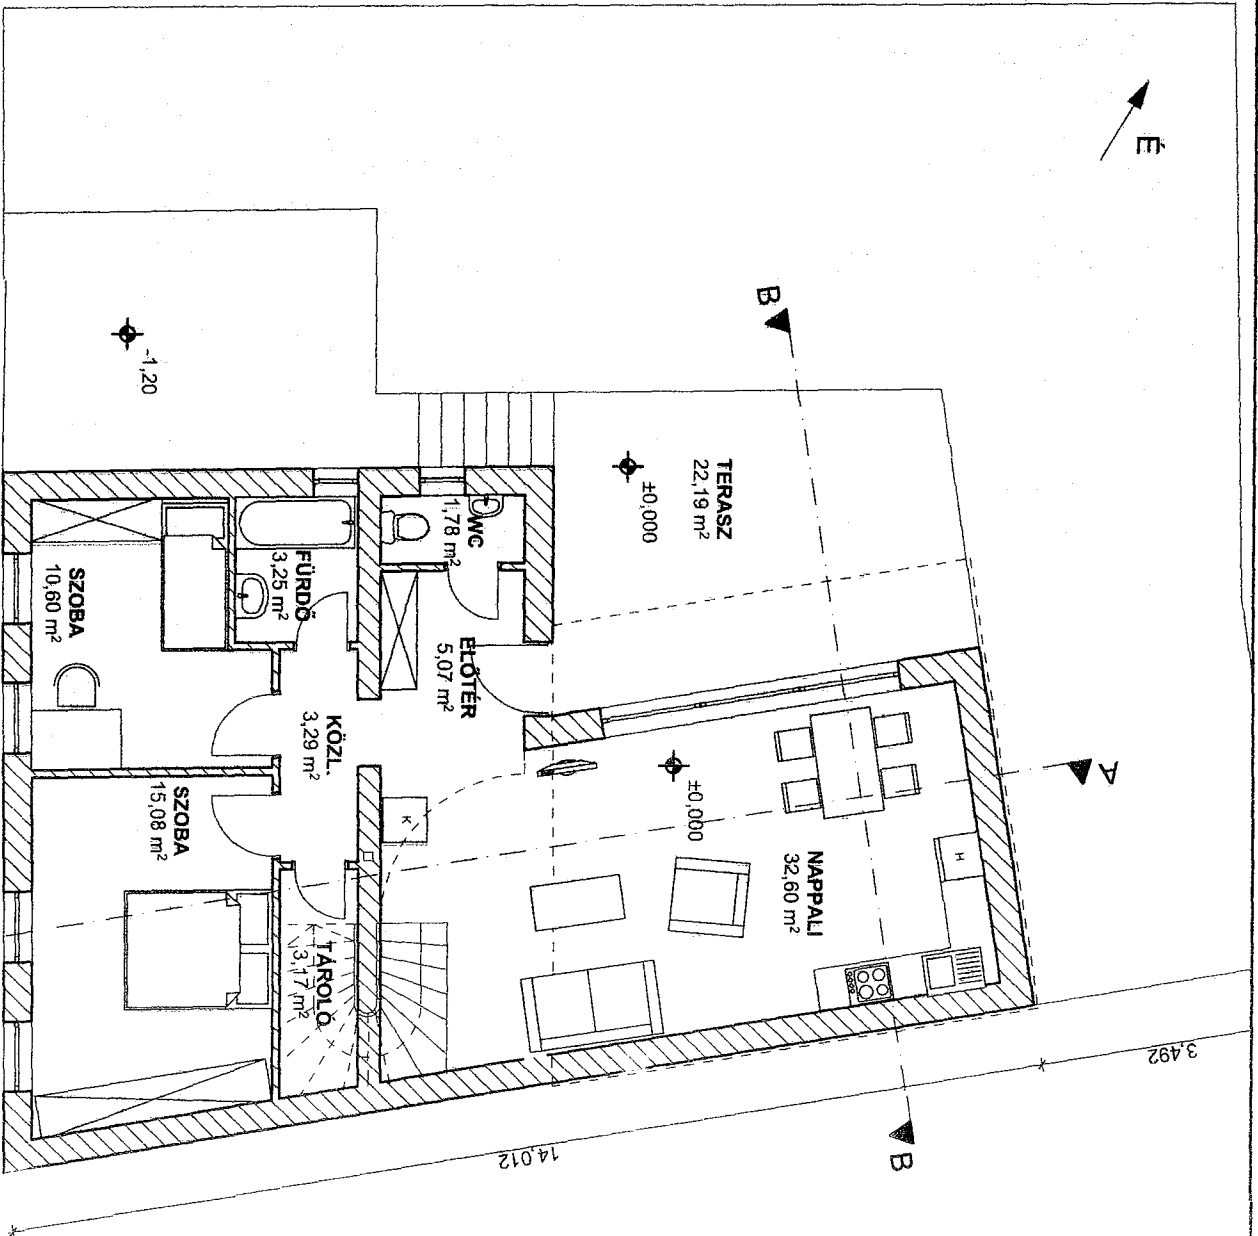 É
B
-1,20
TERASZ
22,19 m²
±0,000
WC
1,78 m²
FÜRDŐ
3,25 m²
SZOBA
10,60 m²
ELŐTÉR
5,07 m²
KÖZL.
3,29 m²
A
±0,000
SZOBA
15,08 m²
K
NAPPALI
32,60 m²
H
TÁROLÓ
3,17 m²
3,492
14,012
B